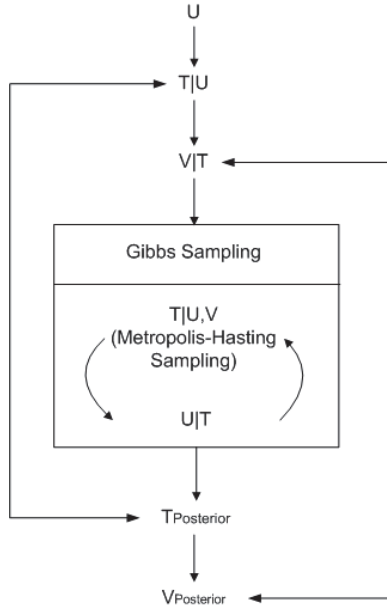 U
T|U
V|T
Gibbs Sampling
T|U,V
(Metropolis-Hasting
Sampling)
U|T
TPosterior
VPosterior